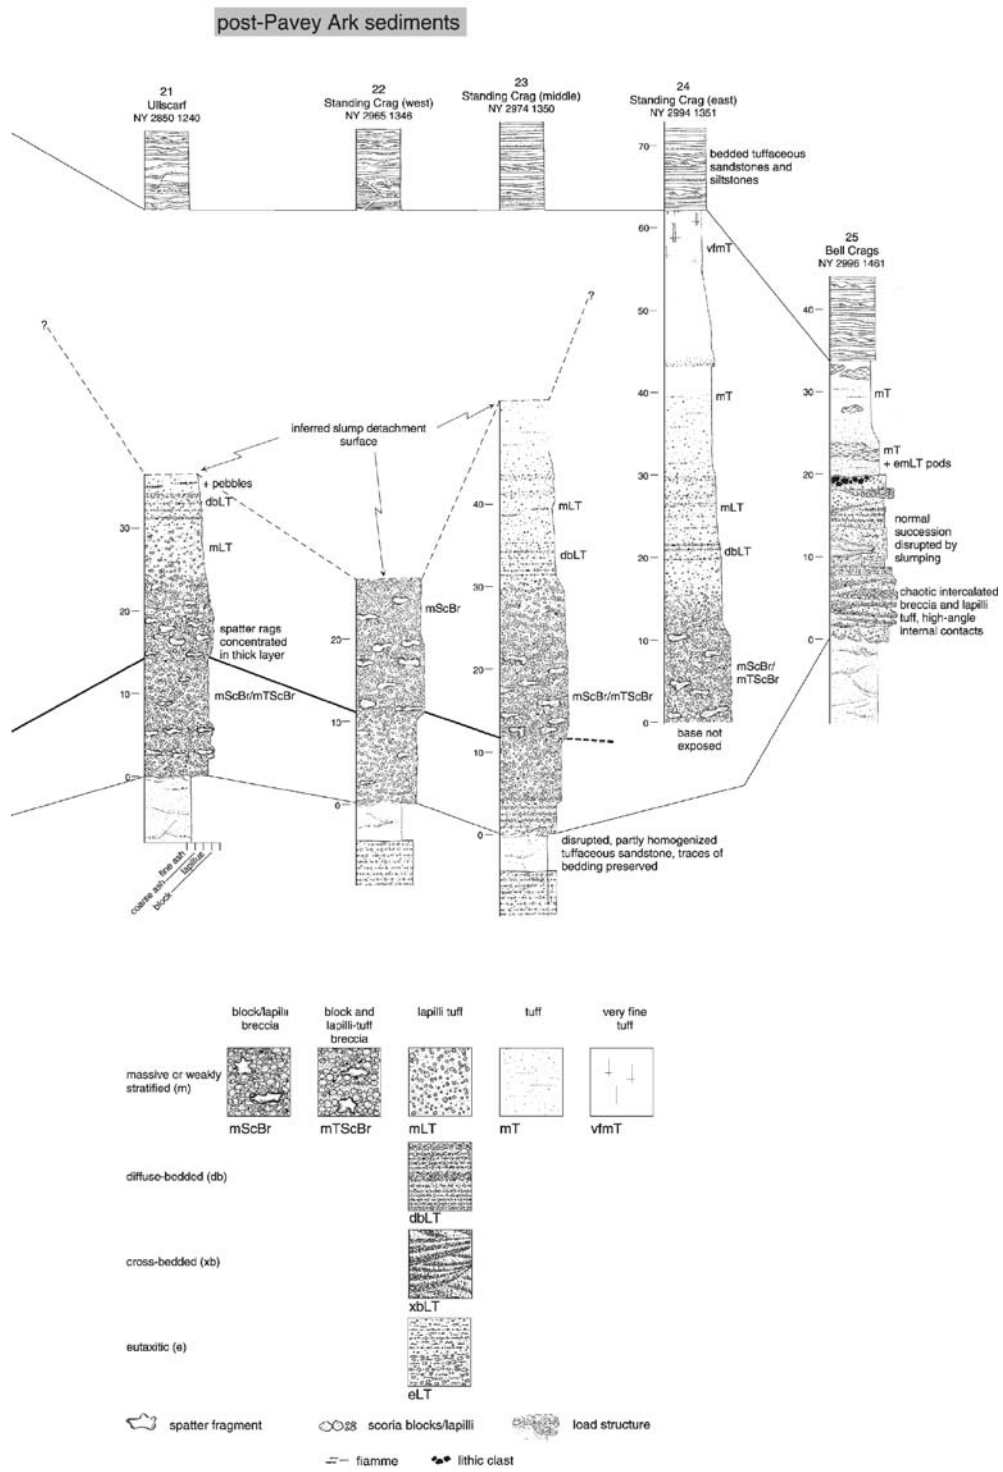 post-Pavey Ark sediments
21
Ullscarf
NY 2850 1240
22
Standing Crag (west)
NY 2965 1346
23
Standing Crag (middle)
NY 2974 1350
24
Standing Crag (east)
NY 2994 1351
70
bedded tuffaceous
sandstones and
siltstones
60
vfmT
25
Bell Crags
NY 2996 1461
?
?
50
40
40
mT
30
mT
inferred slump detachment
surface
mT
+ emLT pods
+ pebbles
dbLT
30
mLT
40
mLT
dbLT
30
mLT
20
dbLT
20
normal
succession
disrupted by
slumping
10
chaotic intercalated
breccia and lapilli
tuff, high-angle
internal contacts
0
20
spatter rags
concentrated
in thick layer
mScBr
20
20
10
mScBr/
mTScBr
10
mScBr/mTScBr
10
mScBr/mTScBr
10
0
base not
exposed
0
0
0
disrupted, partly homogenized
tuffaceous sandstone, traces of
bedding preserved
fine ash
coarse ash
lapillus
block
block/lapilli
breccia
block and
lapilli-tuff
breccia
lapilli tuff
tuff
very fine
tuff
massive or weakly
stratified (m)
mScBr
mTScBr
mLT
mT
vfmT
diffuse-bedded (db)
dbLT
cross-bedded (xb)
xbLT
eutaxitic (e)
eLT
spatter fragment
scoria blocks/lapilli
load structure
fiamme
lithic clast